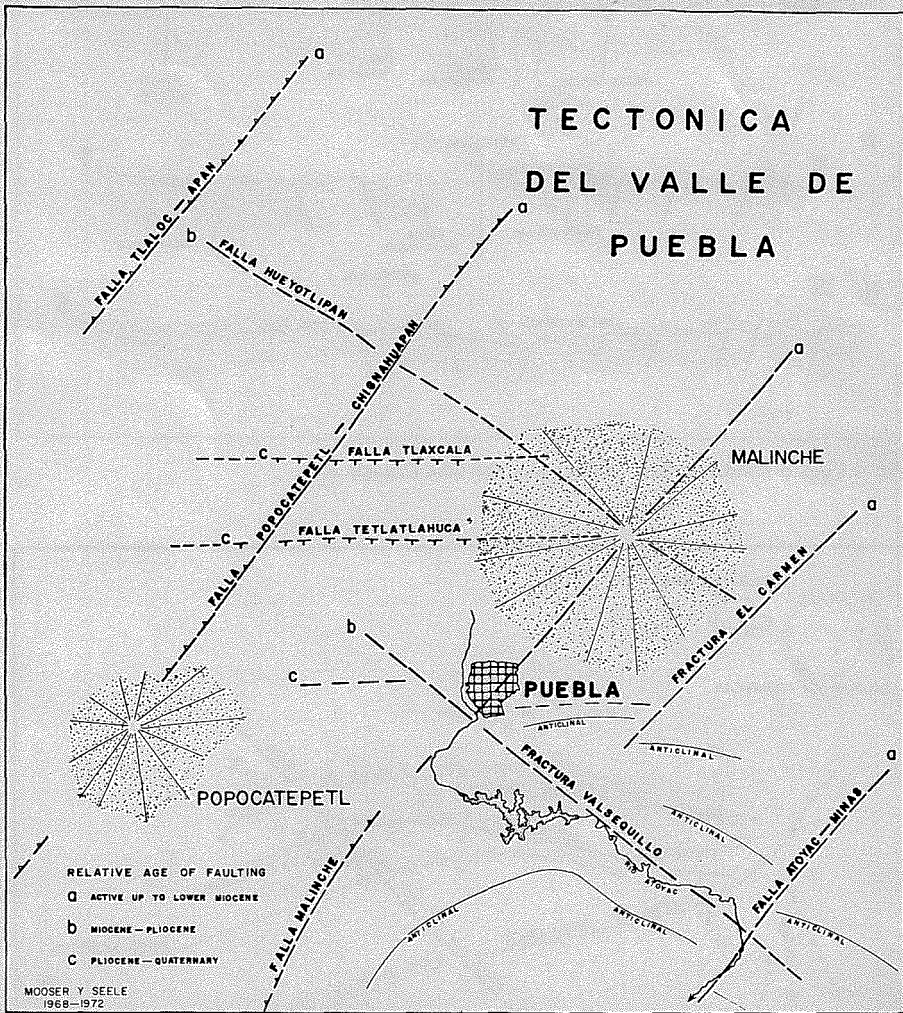 TECTONICA
DEL VALLE DE
PUEBLA
a
FALLA TLALOC — APAN
b
FALLA HUEYOTLIPAN
a
FALLA POPOCATEPETL — CHIGNAHUAPAN
a
c
FALLA TLAXCALA
MALINCHE
c
FALLA TETLATLAHUCA
a
FRACTURA EL CARMEN
b
c
PUEBLA
ANTICLINAL
ANTICLINAL
a
FRACTURA VALSEQUILLO
POPOCATEPETL
ANTICLINAL
FALLA ATOYAC — MINAS
RIO ATOYAC
FALLA MALINCHE
ANTICLINAL
ANTICLINAL
ANTICLINAL
RELATIVE AGE OF FAULTING
a ACTIVE UP TO LOWER MIOCENE
b MIOCENE — PLIOCENE
c PLIOCENE — QUATERNARY
MOOSER Y SEELE
1968—1972